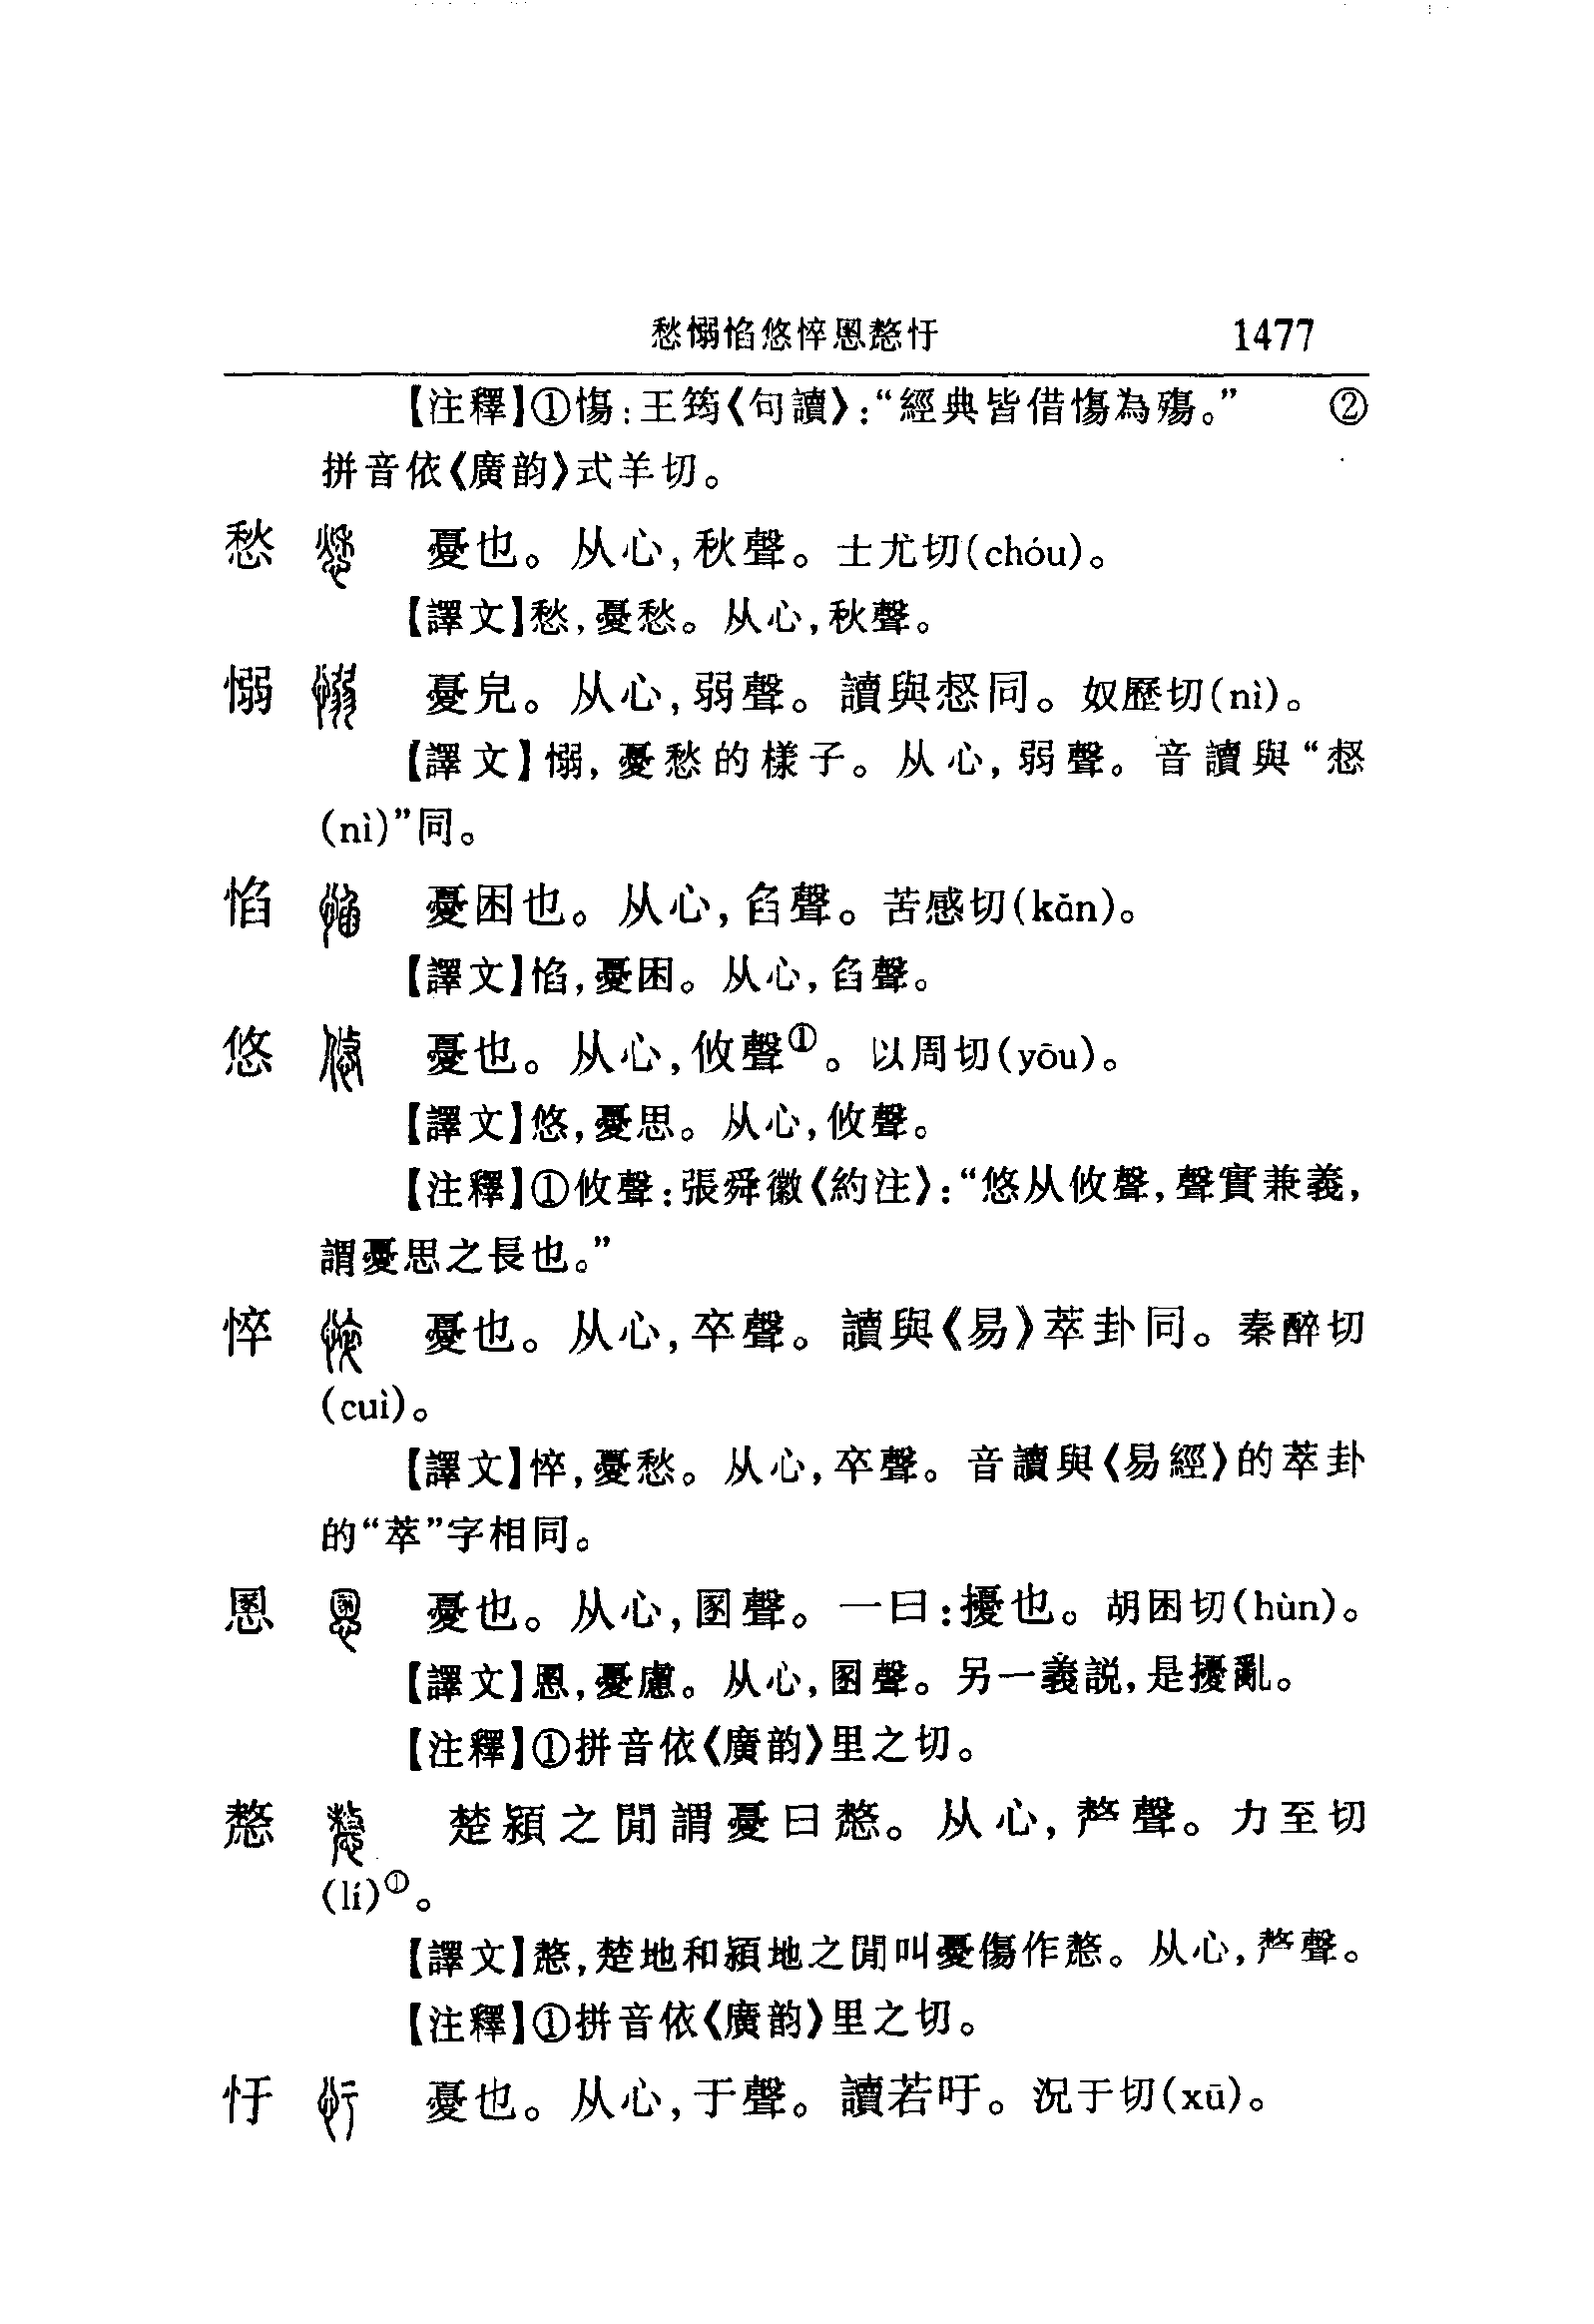 愁愵惂悠悴慁𢤂忬 1477
【注釋】①慯:王筠《句讀》:“經典皆借慯為殤。” ②
拼音依《廣韵》式羊切。
愁 憂也。从心,秋聲。士尤切(chóu)。
【譯文】愁,憂愁。从心,秋聲。
愵 憂皃。从心,弱聲。讀與惄同。奴歷切(nì)。
【譯文】愵,憂愁的樣子。从心,弱聲。音讀與“惄
(nì)”同。
惂 憂困也。从心,臽聲。苦感切(kǎn)。
【譯文】惂,憂困。从心,臽聲。
悠 憂也。从心,攸聲①。以周切(yōu)。
【譯文】悠,憂思。从心,攸聲。
【注釋】①攸聲:張舜徽《約注》:“悠从攸聲,聲實兼義,
謂憂思之長也。”
悴 憂也。从心,卒聲。讀與《易》萃卦同。秦醉切
(cuì)。
【譯文】悴,憂愁。从心,卒聲。音讀與《易經》的萃卦
的“萃”字相同。
慁 憂也。从心,圂聲。一曰:擾也。胡困切(hùn)。
【譯文】慁,憂慮。从心,圂聲。另一義説,是擾亂。
【注釋】①拼音依《廣韵》里之切。
楚潁之閒謂憂曰。从心,聲。力至切
(lí)①。
【譯文】,楚地和潁地之閒叫憂傷作。从心,聲。
【注釋】①拼音依《廣韵》里之切。
忬 憂也。从心,于聲。讀若吁。況于切(xū)。